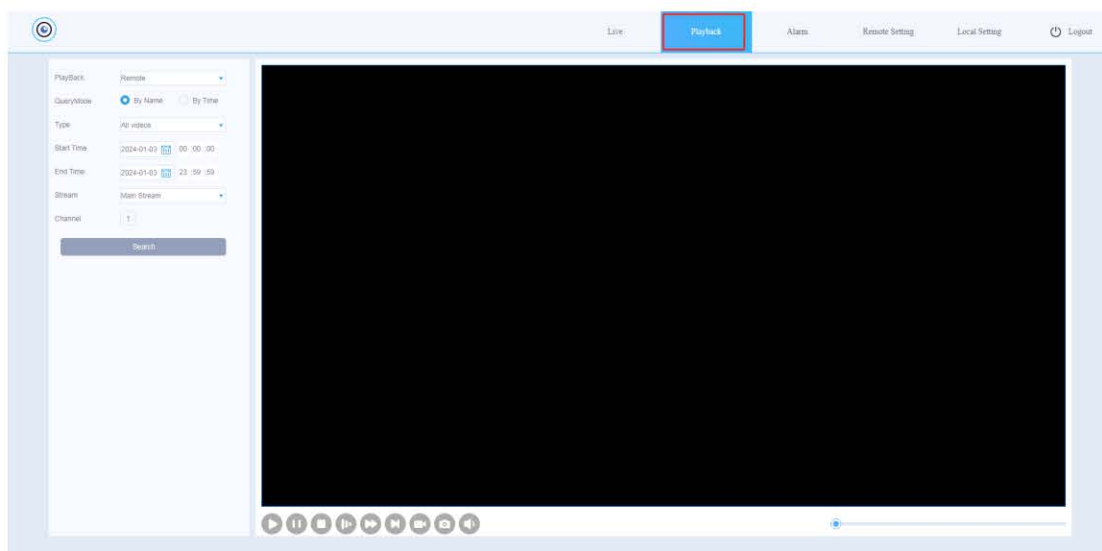 Live Playback Alarm Remote Setting Local Setting Logout
PlayBack Remote
QueryMode By Name By Time
Type All videos
Start Time 2024-01-03 00 :00 :00
End Time 2024-01-03 23 :59 :59
Stream Main Stream
Channel 1
Search